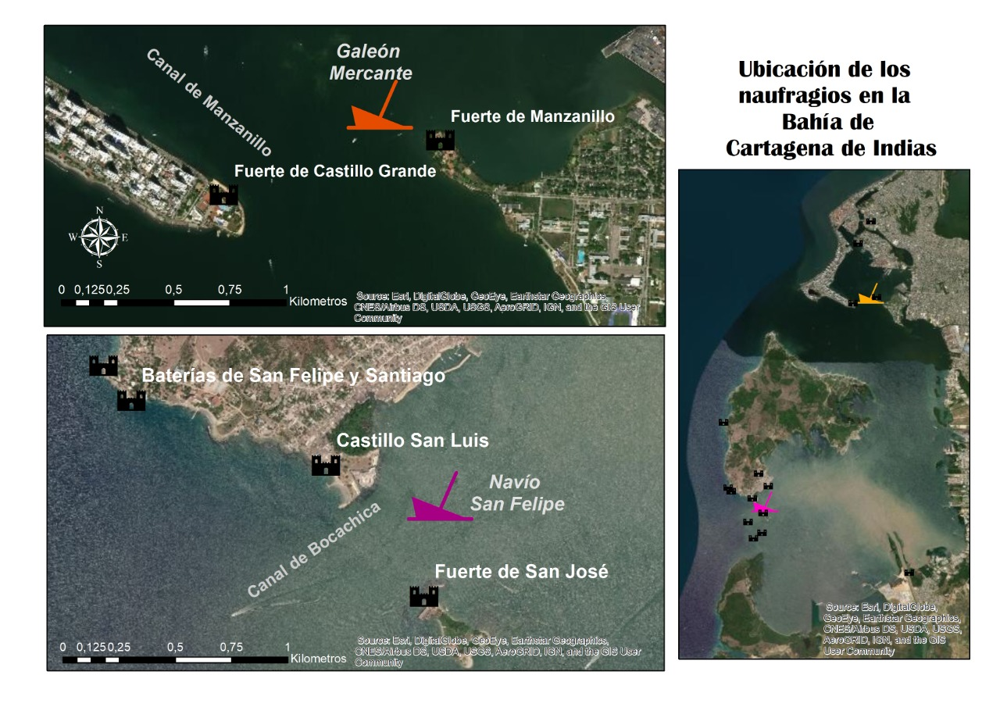 Galeón
Mercante
Canal de Manzanillo
Fuerte de Manzanillo
Fuerte de Castillo Grande
N
W E
S
0 0,125 0,25 0,5 0,75 1
Kilometros
Source: Esri, DigitalGlobe, GeoEye, Earthstar Geographics,
CNES/Airbus DS, USDA, USGS, AeroGRID, IGN, and the GIS User
Community
Baterías de San Felipe y Santiago
Castillo San Luis
Navío
San Felipe
Canal de Bocachica
Fuerte de San José
0 0,125 0,25 0,5 0,75 1
Kilometros
Source: Esri, DigitalGlobe, GeoEye, Earthstar Geographics,
CNES/Airbus DS, USDA, USGS, AeroGRID, IGN, and the GIS User
Community
Ubicación de los
naufragios en la
Bahía de
Cartagena de Indias
Source: Esri, DigitalGlobe,
GeoEye, Earthstar Geographics,
CNES/Airbus DS, USDA, USGS,
AeroGRID, IGN, and the GIS
User Community